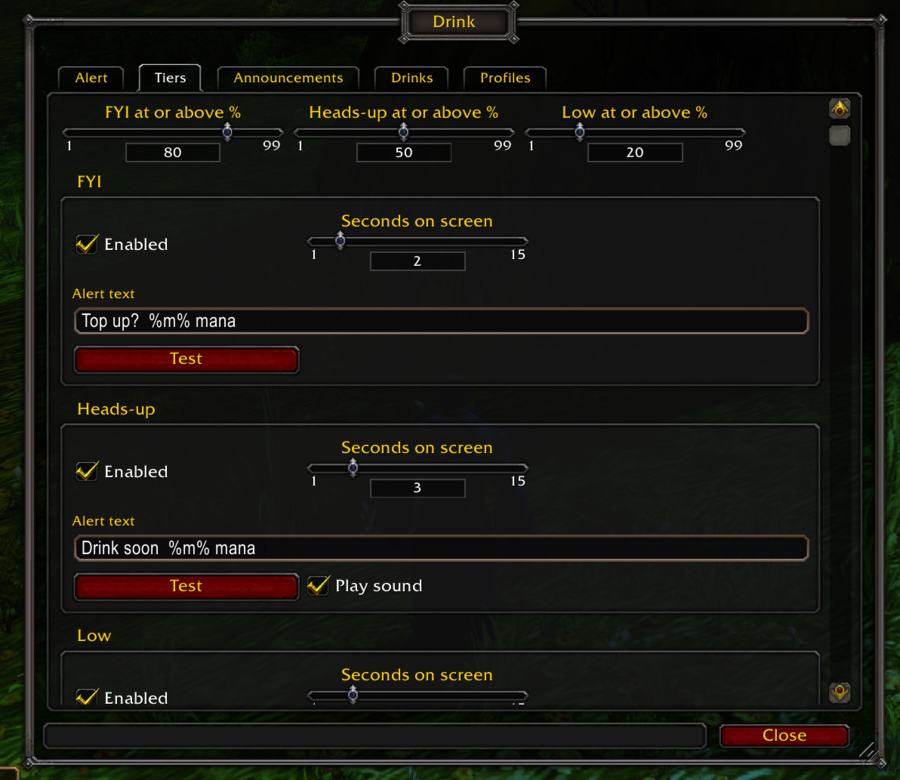 Drink
Alert Tiers Announcements Drinks Profiles
FYI at or above % Heads-up at or above % Low at or above %
1 80 99 1 50 99 1 20 99
FYI
Seconds on screen
Enabled
1 2 15
Alert text
Top up?  %m% mana
Test
Heads-up
Seconds on screen
Enabled
1 3 15
Alert text
Drink soon  %m% mana
Test Play sound
Low
Seconds on screen
Enabled
Close